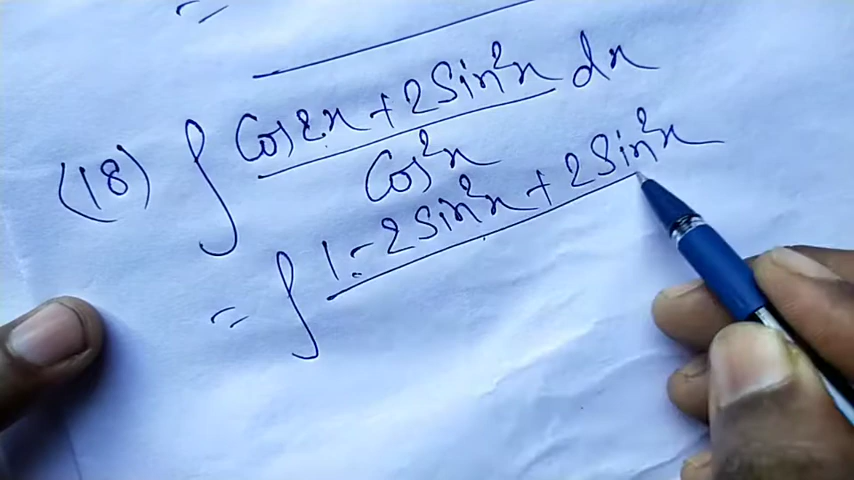 =
(18) ∫ Cos2x + 2Sin²x / Cos²x dx
= ∫ 1 - 2Sin²x + 2Sin²x